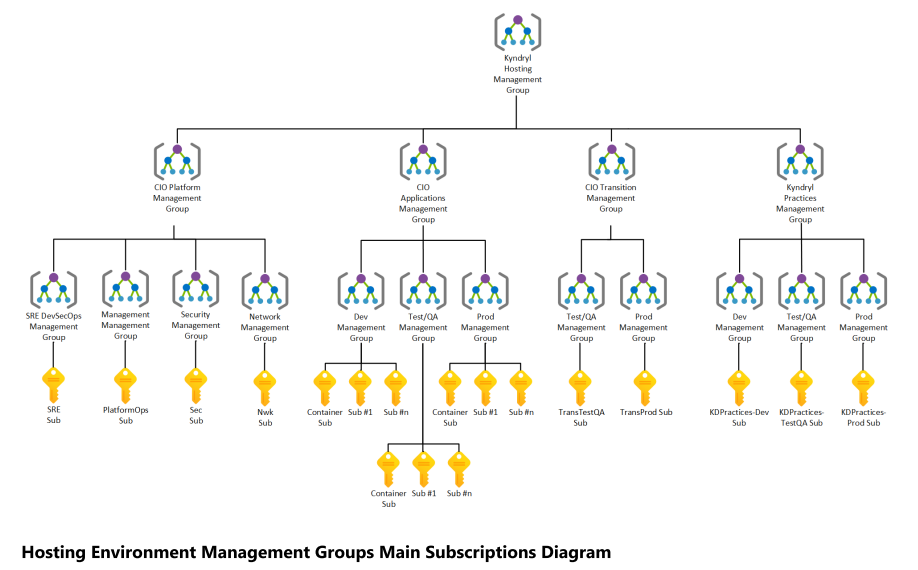 Kyndryl
Hosting
Management
Group
CIO Platform
Management
Group
CIO
Applications
Management
Group
CIO Transition
Management
Group
Kyndryl
Practices
Management
Group
SRE DevSecOps
Management
Group
Management
Management
Group
Security
Management
Group
Network
Management
Group
Dev
Management
Group
Test/QA
Management
Group
Prod
Management
Group
Test/QA
Management
Group
Prod
Management
Group
Dev
Management
Group
Test/QA
Management
Group
Prod
Management
Group
SRE
Sub
PlatformOps
Sub
Sec
Sub
Nwk
Sub
Container
Sub
Sub #1
Sub #n
Container
Sub
Sub #1
Sub #n
TransTestQA
Sub
TransProd Sub
KDPractices-Dev
Sub
KDPractices-
TestQA Sub
KDPractices-
Prod Sub
Container
Sub
Sub #1
Sub #n
Hosting Environment Management Groups Main Subscriptions Diagram